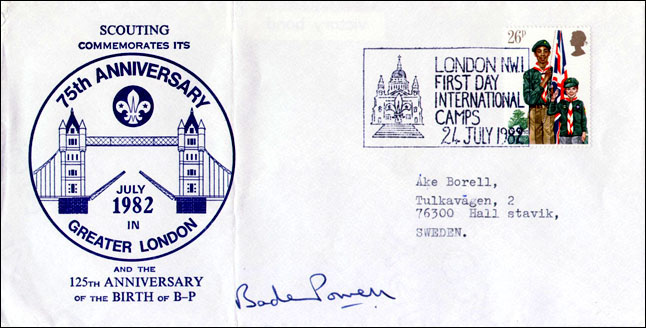 SCOUTING
COMMEMORATES ITS
75th ANNIVERSARY
JULY
1982
IN
GREATER LONDON
AND THE
125TH ANNIVERSARY
OF THE BIRTH OF B–P
LONDON NW1
FIRST DAY
INTERNATIONAL
CAMPS
24 JULY 1982
26P
Åke Borell,
Tulkavägen, 2
76300 Hall stavik,
SWEDEN.
Baden Powell